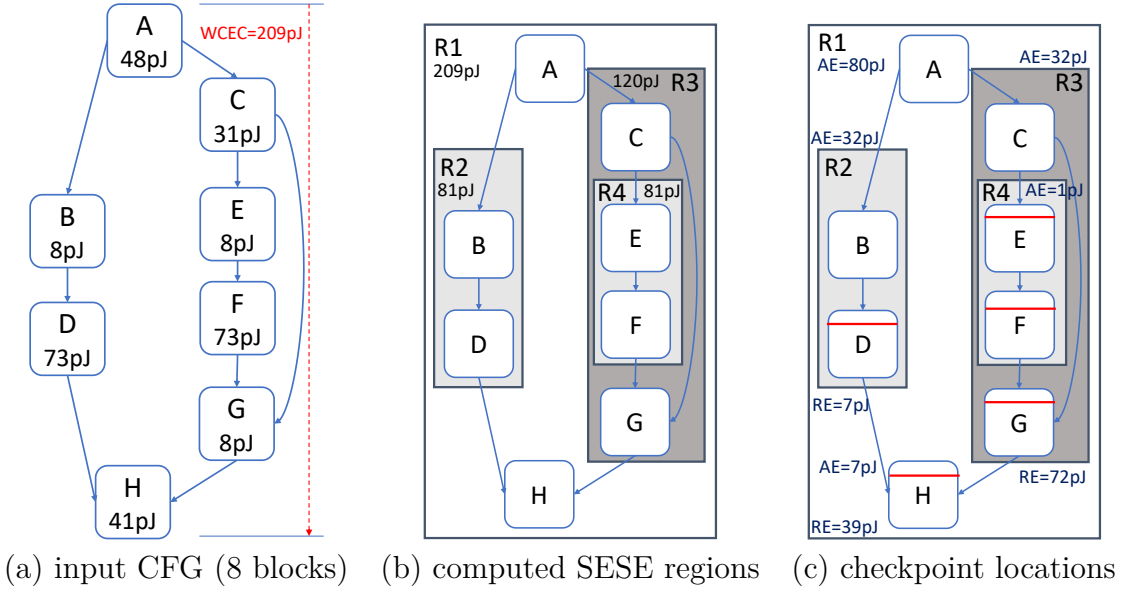 A
48pJ
WCEC=209pJ
C
31pJ
B
8pJ
E
8pJ
D
73pJ
F
73pJ
G
8pJ
H
41pJ
(a) input CFG (8 blocks)
R1
209pJ
A
120pJ
R3
C
R2
81pJ
R4
81pJ
B
E
D
F
G
H
(b) computed SESE regions
R1
AE=80pJ
A
AE=32pJ
R3
C
AE=32pJ
R2
R4
AE=1pJ
B
E
D
F
RE=7pJ
G
AE=7pJ
RE=72pJ
H
RE=39pJ
(c) checkpoint locations